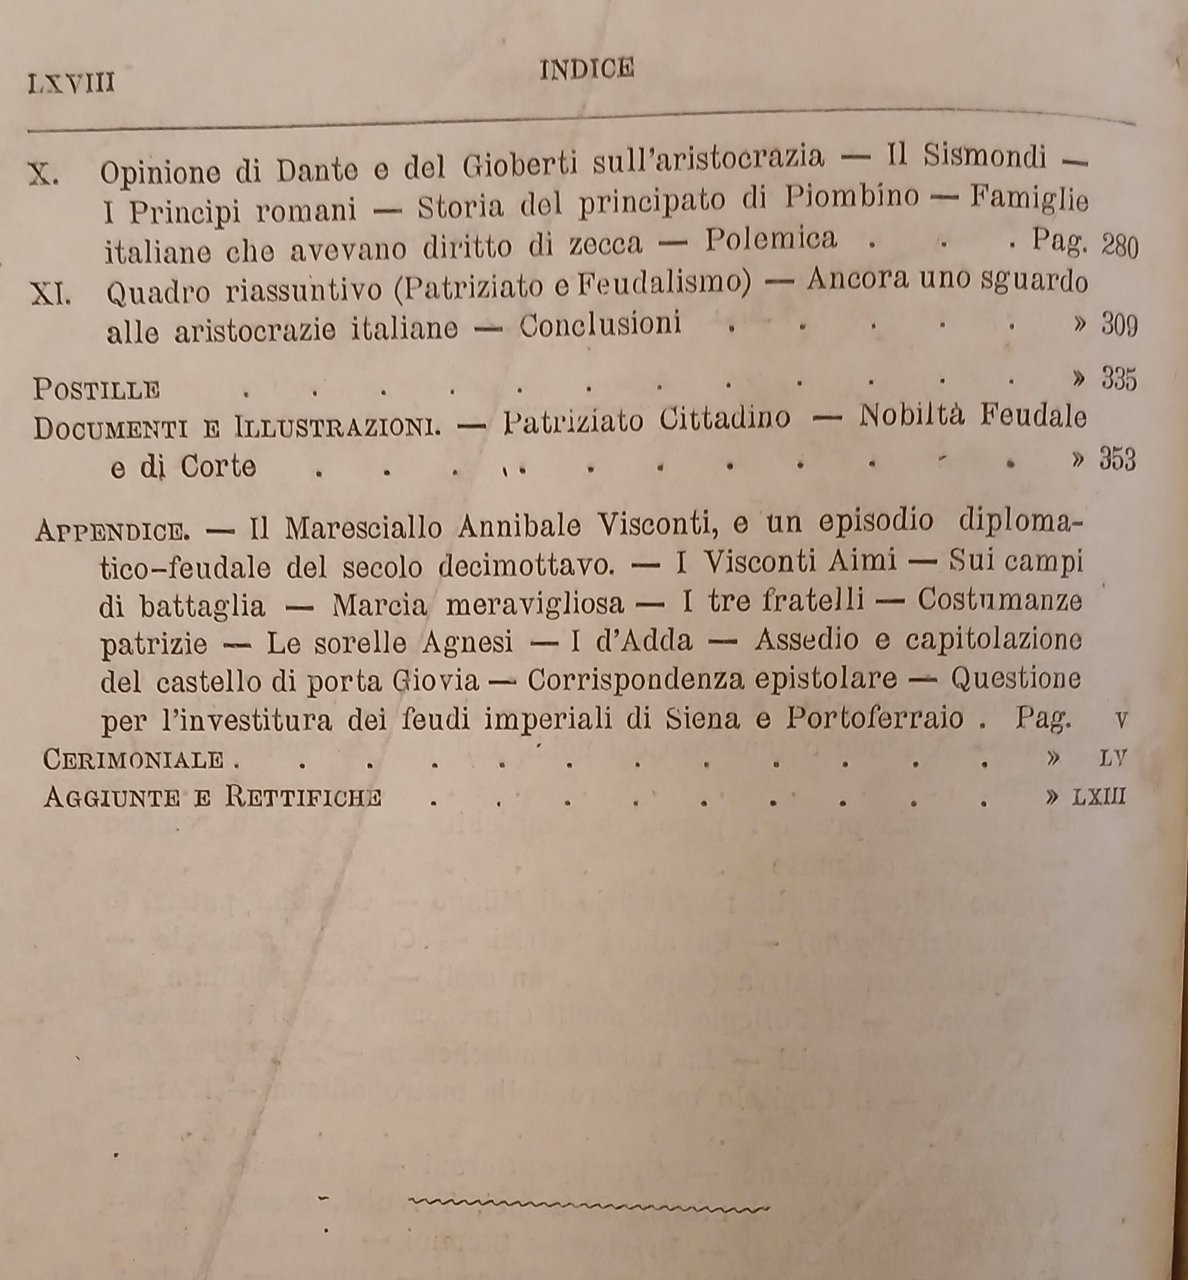 LXVIII INDICE
X. Opinione di Dante e del Gioberti sull'aristocrazia — Il Sismondi —
I Principi romani — Storia del principato di Piombino — Famiglie
italiane che avevano diritto di zecca — Polemica . . . Pag. 280
XI. Quadro riassuntivo (Patriziato e Feudalismo) — Ancora uno sguardo
alle aristocrazie italiane — Conclusioni . . . . . » 309
POSTILLE . . . . . . . . . . . . » 335
DOCUMENTI E ILLUSTRAZIONI. — Patriziato Cittadino — Nobiltà Feudale
e di Corte . . . . . . . . . . . » 353
APPENDICE. — Il Maresciallo Annibale Visconti, e un episodio diploma-
tico-feudale del secolo decimottavo. — I Visconti Aimi — Sui campi
di battaglia — Marcia meravigliosa — I tre fratelli — Costumanze
patrizie — Le sorelle Agnesi — I d'Adda — Assedio e capitolazione
del castello di porta Giovia — Corrispondenza epistolare — Questione
per l'investitura dei feudi imperiali di Siena e Portoferraio . Pag. V
CERIMONIALE . . . . . . . . . . . . » LV
AGGIUNTE E RETTIFICHE . . . . . . . . . » LXIII